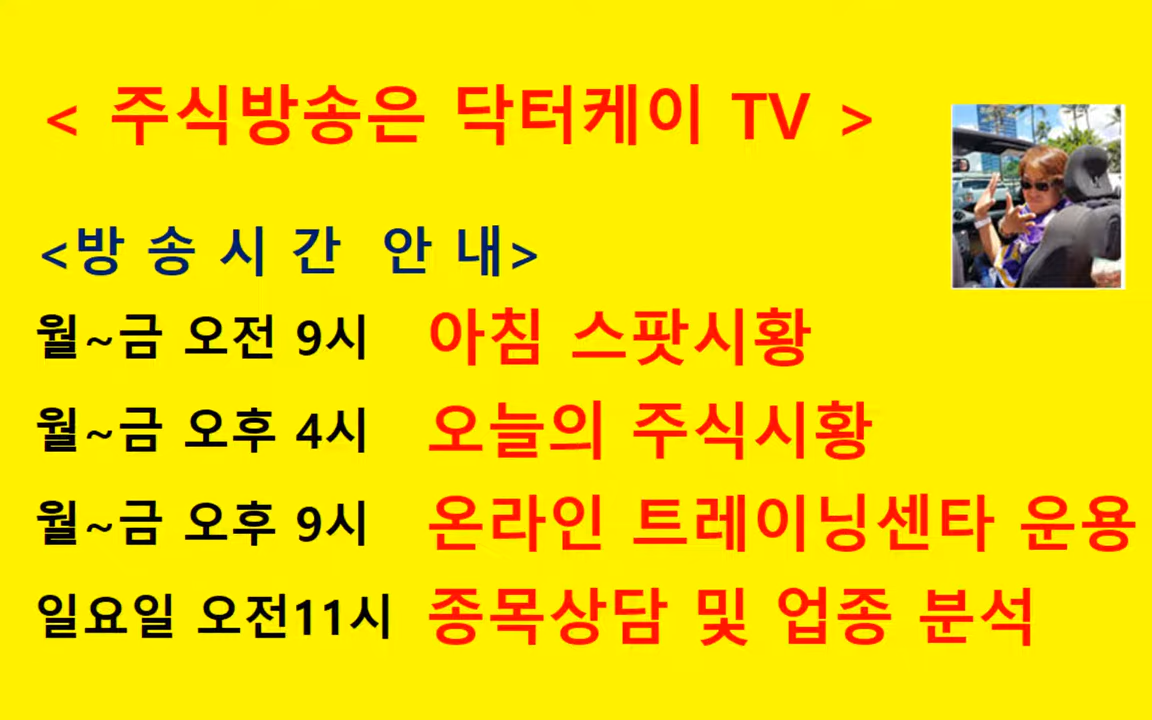 < 주식방송은 닥터케이 TV >
<방 송 시 간 안 내>
월~금 오전 9시 아침 스팟시황
월~금 오후 4시 오늘의 주식시황
월~금 오후 9시 온라인 트레이닝센타 운용
일요일 오전11시 종목상담 및 업종 분석